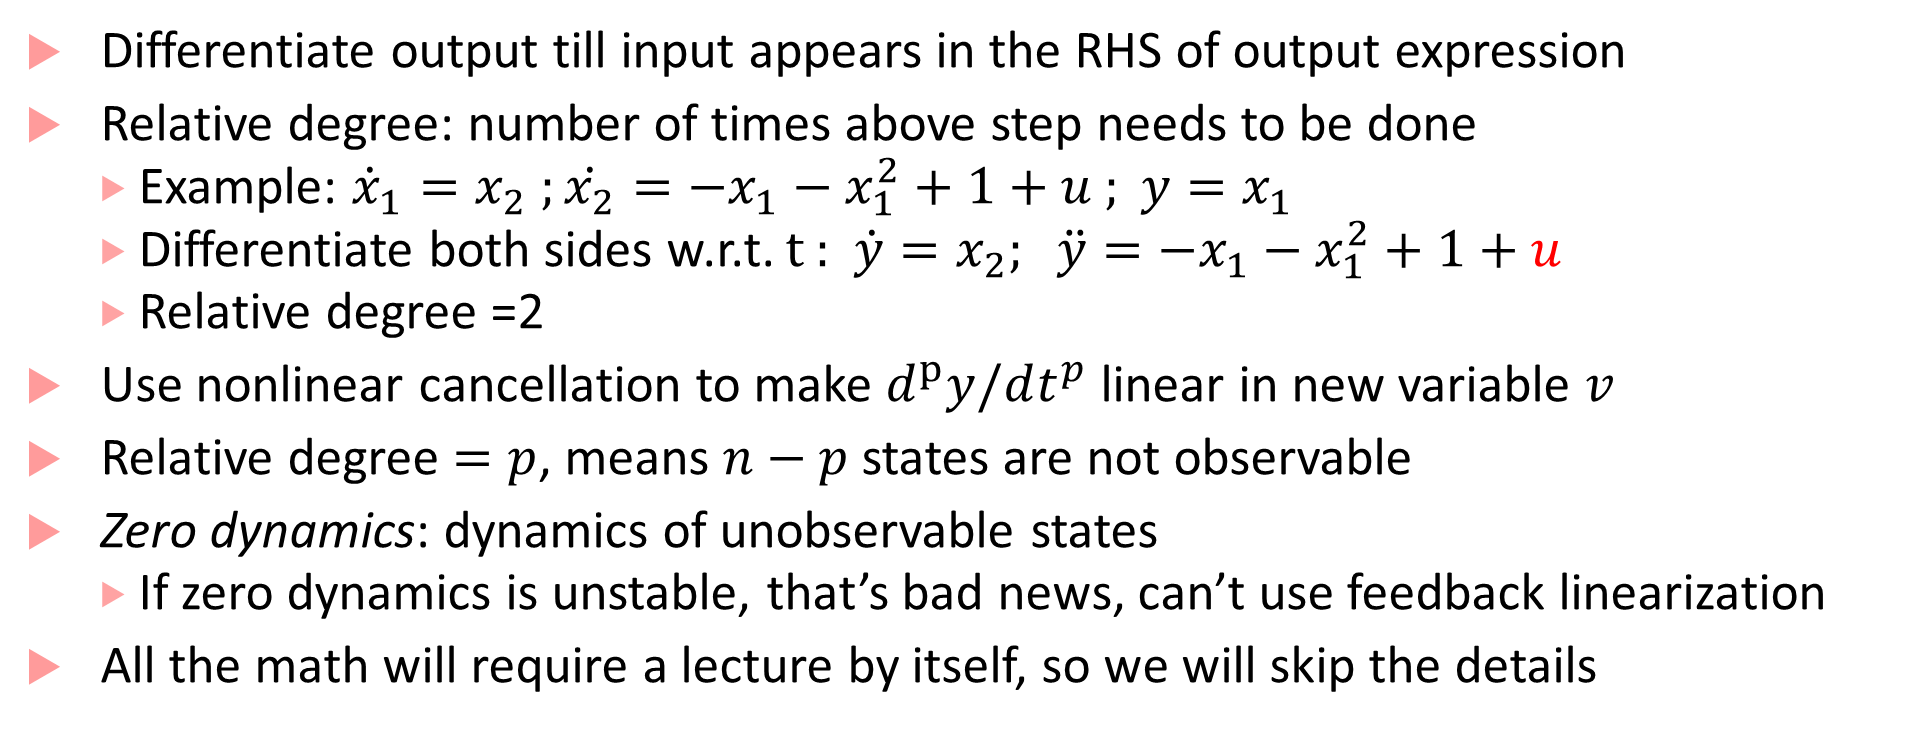 Differentiate output till input appears in the RHS of output expression
Relative degree: number of times above step needs to be done
Example: ẋ₁ = x₂ ; ẋ₂ = −x₁ − x₁² + 1 + u ; y = x₁
Differentiate both sides w.r.t. t : ẏ = x₂; ÿ = −x₁ − x₁² + 1 + u
Relative degree =2
Use nonlinear cancellation to make dᵖy/dtᵖ linear in new variable v
Relative degree = p, means n − p states are not observable
Zero dynamics: dynamics of unobservable states
If zero dynamics is unstable, that’s bad news, can’t use feedback linearization
All the math will require a lecture by itself, so we will skip the details